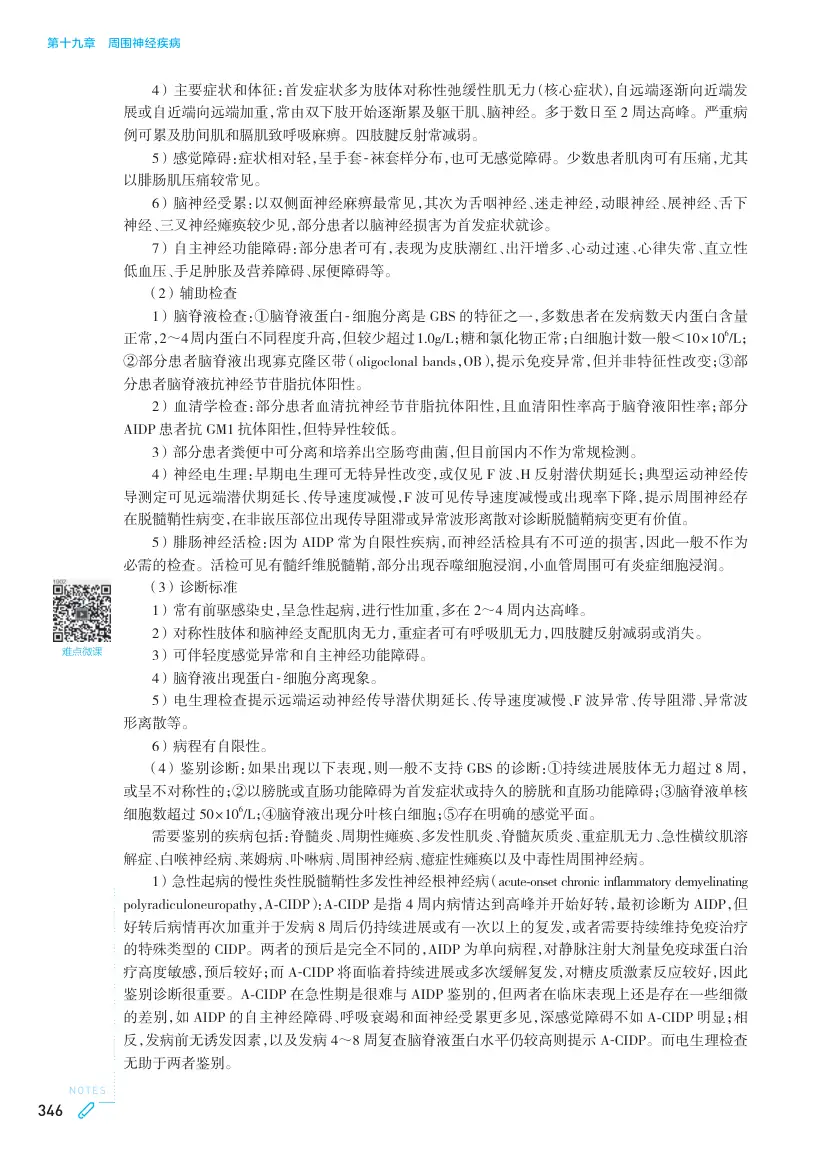 第十九章 周围神经疾病
4）主要症状和体征：首发症状多为肢体对称性弛缓性肌无力（核心症状），自远端逐渐向近端发
展或自近端向远端加重，常由双下肢开始逐渐累及躯干肌、脑神经。多于数日至 2 周达高峰。严重病
例可累及肋间肌和膈肌致呼吸麻痹。四肢腱反射常减弱。
5）感觉障碍：症状相对轻，呈手套-袜套样分布，也可无感觉障碍。少数患者肌肉可有压痛，尤其
以腓肠肌压痛较常见。
6）脑神经受累：以双侧面神经麻痹最常见，其次为舌咽神经、迷走神经，动眼神经、展神经、舌下
神经、三叉神经瘫痪较少见，部分患者以脑神经损害为首发症状就诊。
7）自主神经功能障碍：部分患者可有，表现为皮肤潮红、出汗增多、心动过速、心律失常、直立性
低血压、手足肿胀及营养障碍、尿便障碍等。
（2）辅助检查
1）脑脊液检查：①脑脊液蛋白-细胞分离是 GBS 的特征之一，多数患者在发病数天内蛋白含量
正常，2～4周内蛋白不同程度升高，但较少超过1.0g/L；糖和氯化物正常；白细胞计数一般＜10×10⁶/L；
②部分患者脑脊液出现寡克隆区带（oligoclonal bands，OB），提示免疫异常，但并非特征性改变；③部
分患者脑脊液抗神经节苷脂抗体阳性。
2）血清学检查：部分患者血清抗神经节苷脂抗体阳性，且血清阳性率高于脑脊液阳性率；部分
AIDP 患者抗 GM1 抗体阳性，但特异性较低。
3）部分患者粪便中可分离和培养出空肠弯曲菌，但目前国内不作为常规检测。
4）神经电生理：早期电生理可无特异性改变，或仅见 F 波、H 反射潜伏期延长；典型运动神经传
导测定可见远端潜伏期延长、传导速度减慢，F 波可见传导速度减慢或出现率下降，提示周围神经存
在脱髓鞘性病变，在非嵌压部位出现传导阻滞或异常波形离散对诊断脱髓鞘病变更有价值。
5）腓肠神经活检：因为 AIDP 常为自限性疾病，而神经活检具有不可逆的损害，因此一般不作为
必需的检查。活检可见有髓纤维脱髓鞘，部分出现吞噬细胞浸润，小血管周围可有炎症细胞浸润。
（3）诊断标准
1）常有前驱感染史，呈急性起病，进行性加重，多在 2～4 周内达高峰。
2）对称性肢体和脑神经支配肌肉无力，重症者可有呼吸肌无力，四肢腱反射减弱或消失。
难点微课
3）可伴轻度感觉异常和自主神经功能障碍。
4）脑脊液出现蛋白-细胞分离现象。
5）电生理检查提示远端运动神经传导潜伏期延长、传导速度减慢、F 波异常、传导阻滞、异常波
形离散等。
6）病程有自限性。
（4）鉴别诊断：如果出现以下表现，则一般不支持 GBS 的诊断：①持续进展肢体无力超过 8 周，
或呈不对称性的；②以膀胱或直肠功能障碍为首发症状或持久的膀胱和直肠功能障碍；③脑脊液单核
细胞数超过 50×10⁶/L；④脑脊液出现分叶核白细胞；⑤存在明确的感觉平面。
需要鉴别的疾病包括：脊髓炎、周期性瘫痪、多发性肌炎、脊髓灰质炎、重症肌无力、急性横纹肌溶
解症、白喉神经病、莱姆病、卟啉病、周围神经病、癔症性瘫痪以及中毒性周围神经病。
1）急性起病的慢性炎性脱髓鞘性多发性神经根神经病（acute-onset chronic inflammatory demyelinating
polyradiculoneuropathy，A-CIDP）：A-CIDP 是指 4 周内病情达到高峰并开始好转，最初诊断为 AIDP，但
好转后病情再次加重并于发病 8 周后仍持续进展或有一次以上的复发，或者需要持续维持免疫治疗
的特殊类型的 CIDP。两者的预后是完全不同的，AIDP 为单向病程，对静脉注射大剂量免疫球蛋白治
疗高度敏感，预后较好；而 A-CIDP 将面临着持续进展或多次缓解复发，对糖皮质激素反应较好，因此
鉴别诊断很重要。A-CIDP 在急性期是很难与 AIDP 鉴别的，但两者在临床表现上还是存在一些细微
的差别，如 AIDP 的自主神经障碍、呼吸衰竭和面神经受累更多见，深感觉障碍不如 A-CIDP 明显；相
反，发病前无诱发因素，以及发病 4～8 周复查脑脊液蛋白水平仍较高则提示 A-CIDP。而电生理检查
无助于两者鉴别。
NOTES
346